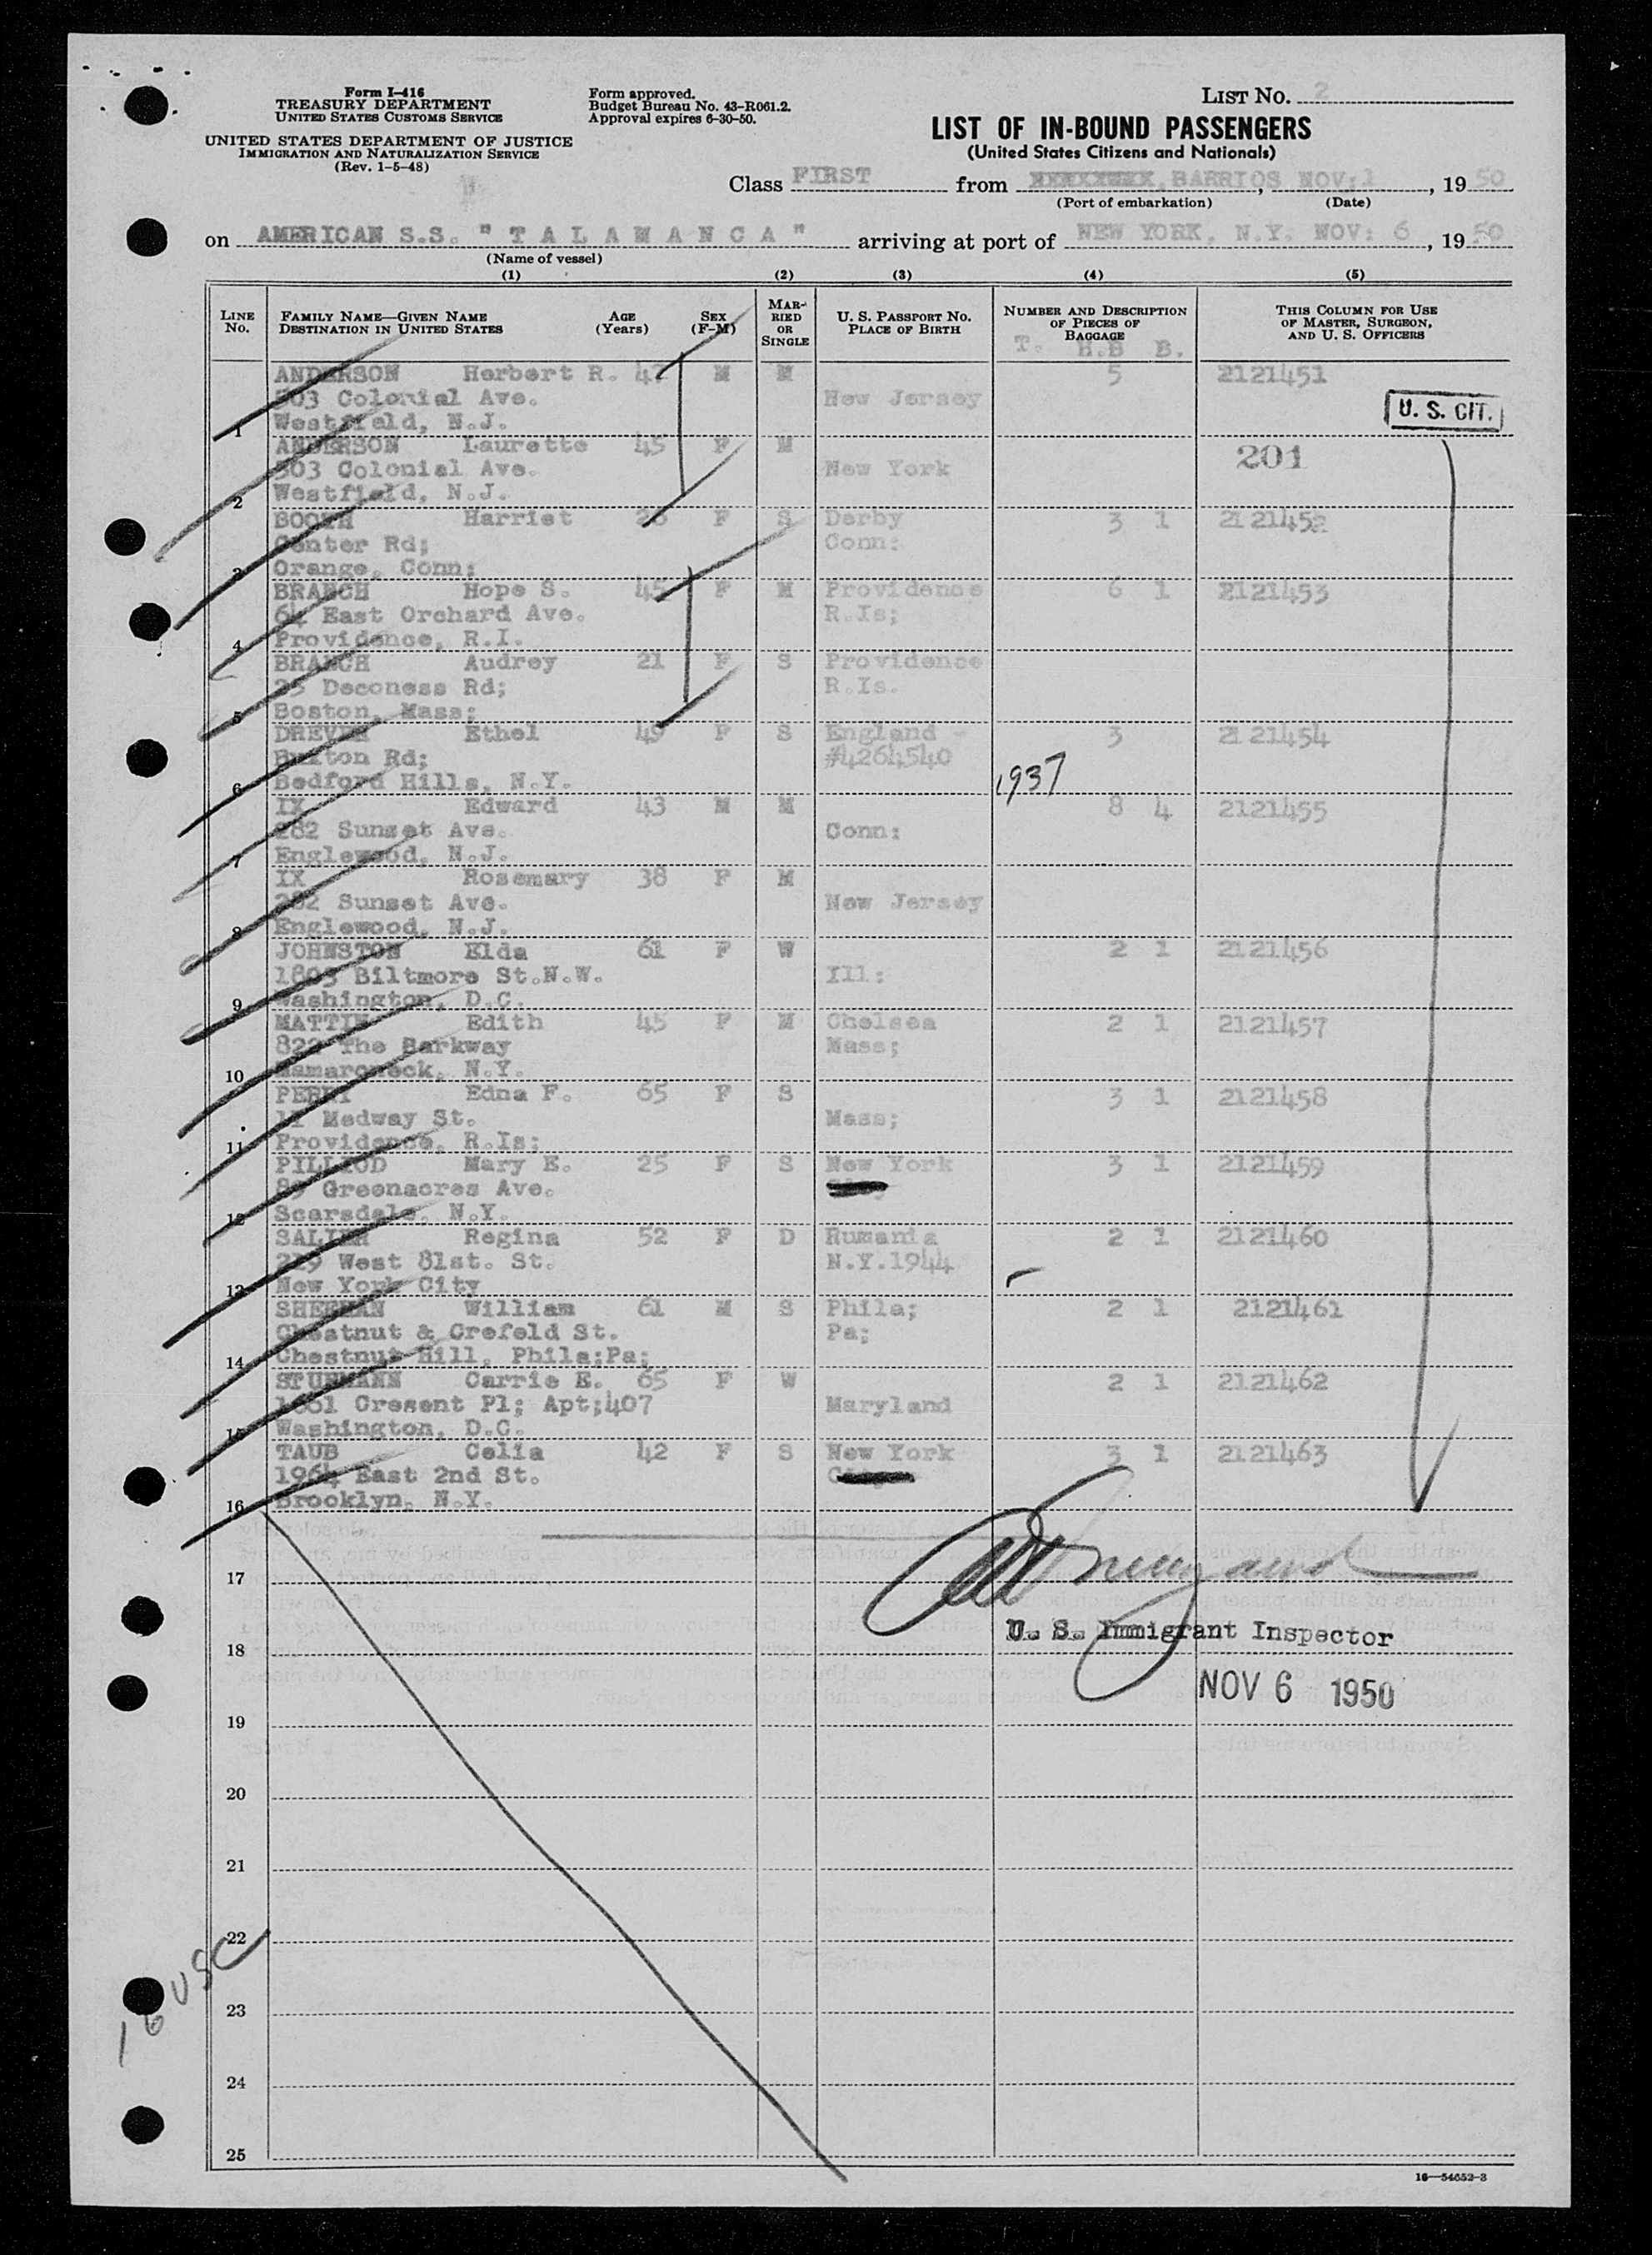 Form I-416
TREASURY DEPARTMENT
UNITED STATES CUSTOMS SERVICE
UNITED STATES DEPARTMENT OF JUSTICE
IMMIGRATION AND NATURALIZATION SERVICE
(Rev. 1-5-48)
Form approved.
Budget Bureau No. 43-R061.2.
Approval expires 6-30-50.
LIST NO. 2
LIST OF IN-BOUND PASSENGERS
(United States Citizens and Nationals)
Class FIRST from BARRIOS NOV:1, 19 50
(Port of embarkation) (Date)
on AMERICAN S.S. "TALAMANCA" arriving at port of NEW YORK, N.Y. NOV: 6, 19 50
(Name of vessel)
(1) (2) (3) (4) (5)
LINE No. FAMILY NAME—GIVEN NAME DESTINATION IN UNITED STATES AGE (Years) SEX (F-M) MARRIED OR SINGLE U. S. PASSPORT NO. PLACE OF BIRTH NUMBER AND DESCRIPTION OF PIECES OF BAGGAGE THIS COLUMN FOR USE OF MASTER, SURGEON, AND U. S. OFFICERS
T. H.B B.
ANDERSON Herbert R. M M 5 2121451
303 Colonial Ave. New Jersey U. S. CIT.
1 Westfield, N.J.
ANDERSON Laurette 45 F M 201
303 Colonial Ave. New York
2 Westfield, N.J.
BOOTH Harriet F S Derby 3 1 2121452
Center Rd; Conn:
3 Orange, Conn;
BRANCH Hope S. 45 F M Providence 6 1 2121453
64 East Orchard Ave. R.Is;
4 Providence, R.I.
BRANCH Audrey 21 F S Providence
25 Deconess Rd; R.Is.
5 Boston, Mass;
DREVER Ethel 49 F S England - 3 2121454
Buxton Rd; #4264540
6 Bedford Hills, N.Y. 1937
IX Edward 43 M M 8 4 2121455
282 Sunset Ave. Conn:
7 Englewood, N.J.
IX Rosemary 38 F M
282 Sunset Ave. New Jersey
8 Englewood, N.J.
JOHNSTON Elda 61 F W 2 1 2121456
1803 Biltmore St.N.W. Ill:
9 Washington, D.C.
MATTIN Edith 45 F M Chelsea 2 1 2121457
822 The Barkway Mass;
10 Mamaroneck, N.Y.
PERRY Edna F. 65 F S 3 1 2121458
11 Medway St. Mass;
11 Providence, R.Is:
PILLIOD Mary E. 25 F S New York 3 1 2121459
89 Greenacres Ave.
12 Scarsdale, N.Y.
SALIER Regina 52 F D Rumania 2 1 2121460
219 West 81st. St. N.Y.1944
13 New York City
SHERMAN William 61 M S Phila; 2 1 2121461
Chestnut & Crefeld St. Pa;
14 Chestnut Hill, Phila;Pa;
STUHMANN Carrie E. 65 F W 2 1 2121462
1661 Cresent Pl; Apt;407 Maryland
15 Washington, D.C.
TAUB Celia 42 F S New York 3 1 2121463
1964 East 2nd St.
16 Brooklyn, N.Y.
17
U. S. Immigrant Inspector
18
NOV 6 1950
19
20
21
22
23
16 USC
24
25
16—54652-3